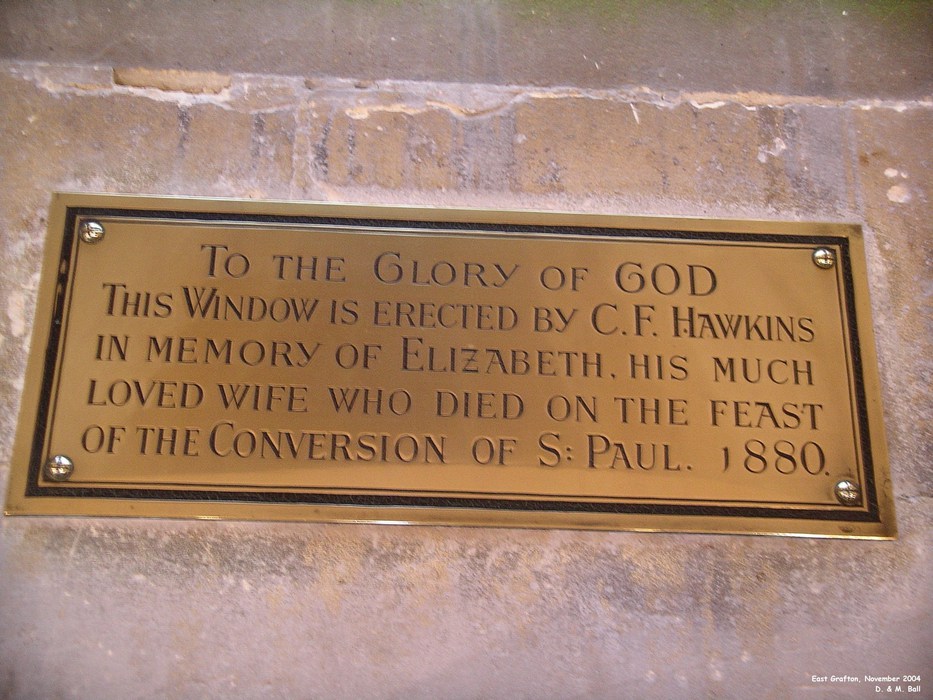 To the Glory of GOD
This Window is erected by C.F. Hawkins
in memory of Elizabeth, his much
loved wife who died on the feast
of the Conversion of S: Paul. 1880.
East Grafton, November 2004
D. & M. Ball